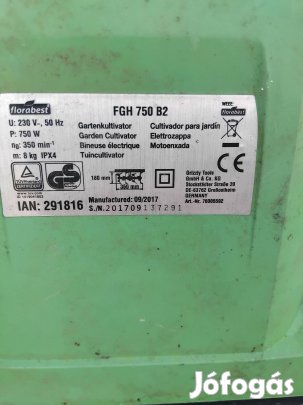 florabest
FGH 750 B2
WEEE-
U: 230 V~, 50 Hz
P: 750 W
n₀: 350 min⁻¹
m: 8 kg IPX4
Gartenkultivator
Garden Cultivator
Bineuse électrique
Tuincultivator
Cultivador para jardín
Elettrozappa
Motoenxada
CE
TÜV
GS
180 mm
360 mm
IAN: 291816
Manufactured: 09/2017
S./N. 201709137291
Grizzly Tools
GmbH & Co. KG
Stockstädter Straße 20
DE-63762 Großostheim
GERMANY
Jófogás